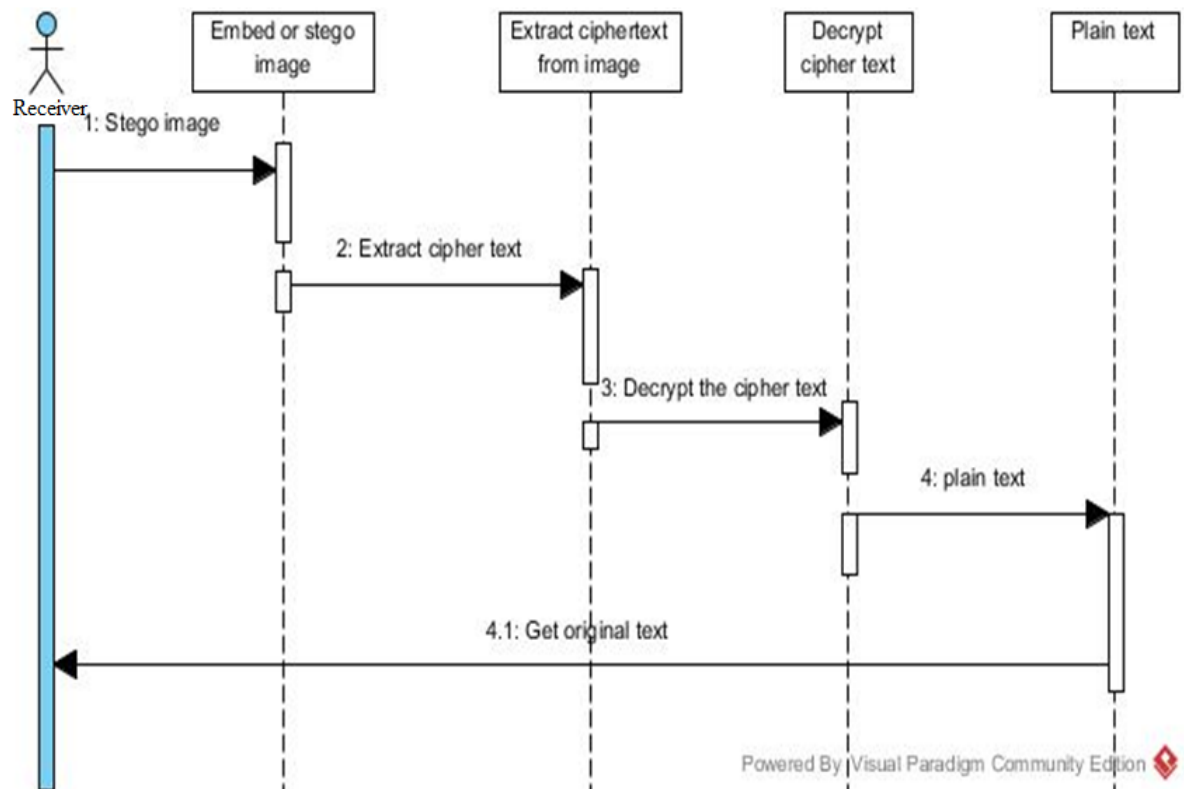 Embed or stego
image
Extract ciphertext
from image
Decrypt
cipher text
Plain text
Receiver
1: Stego image
2: Extract cipher text
3: Decrypt the cipher text
4: plain text
4.1: Get original text
Powered By Visual Paradigm Community Edition